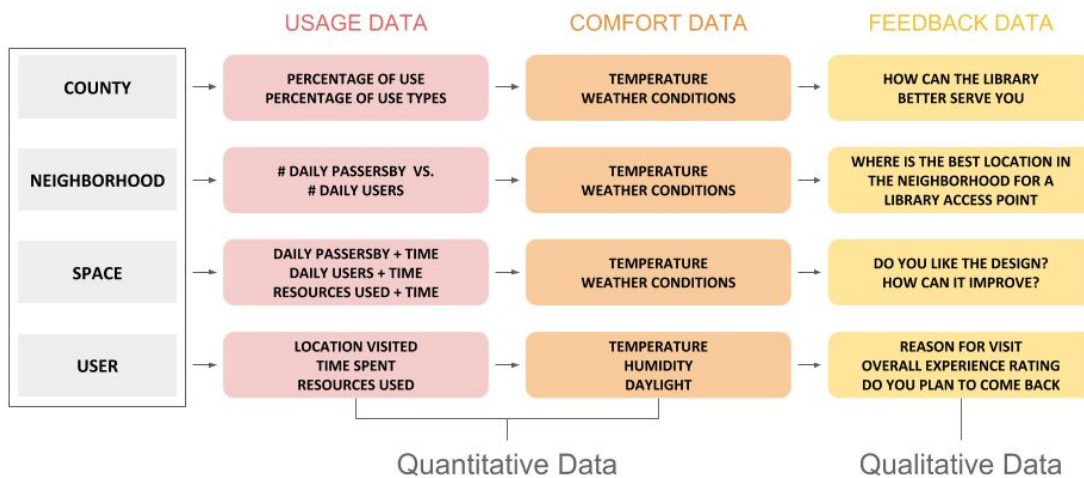 USAGE DATA
COMFORT DATA
FEEDBACK DATA
COUNTY
PERCENTAGE OF USE
PERCENTAGE OF USE TYPES
TEMPERATURE
WEATHER CONDITIONS
HOW CAN THE LIBRARY
BETTER SERVE YOU
NEIGHBORHOOD
# DAILY PASSERSBY VS.
# DAILY USERS
TEMPERATURE
WEATHER CONDITIONS
WHERE IS THE BEST LOCATION IN
THE NEIGHBORHOOD FOR A
LIBRARY ACCESS POINT
SPACE
DAILY PASSERSBY + TIME
DAILY USERS + TIME
RESOURCES USED + TIME
TEMPERATURE
WEATHER CONDITIONS
DO YOU LIKE THE DESIGN?
HOW CAN IT IMPROVE?
USER
LOCATION VISITED
TIME SPENT
RESOURCES USED
TEMPERATURE
HUMIDITY
DAYLIGHT
REASON FOR VISIT
OVERALL EXPERIENCE RATING
DO YOU PLAN TO COME BACK
Quantitative Data
Qualitative Data